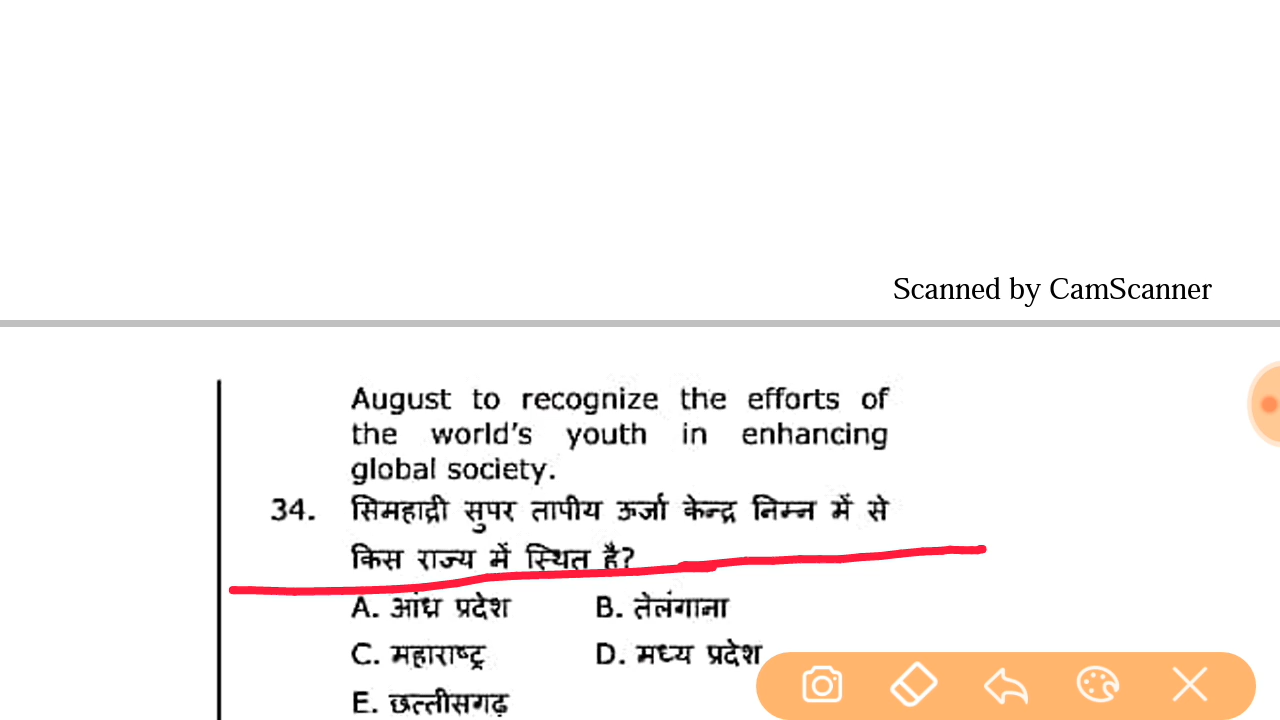 Scanned by CamScanner
August to recognize the efforts of
the world's youth in enhancing
global society.
34. सिमहाद्री सुपर तापीय ऊर्जा केन्द्र निम्न में से
किस राज्य में स्थित है?
A. आंध्र प्रदेश B. तेलंगाना
C. महाराष्ट्र D. मध्य प्रदेश
E. छत्तीसगढ़